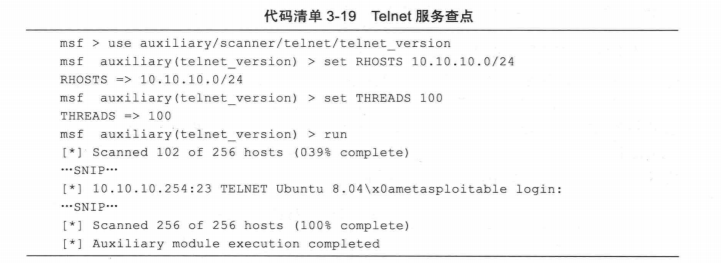 代码清单 3-19 Telnet 服务查点
msf > use auxiliary/scanner/telnet/telnet_version
msf  auxiliary(telnet_version) > set RHOSTS 10.10.10.0/24
RHOSTS => 10.10.10.0/24
msf  auxiliary(telnet_version) > set THREADS 100
THREADS => 100
msf  auxiliary(telnet_version) > run
[*] Scanned 102 of 256 hosts (039% complete)
…SNIP…
[*] 10.10.10.254:23 TELNET Ubuntu 8.04\x0ametasploitable login:
…SNIP…
[*] Scanned 256 of 256 hosts (100% complete)
[*] Auxiliary module execution completed